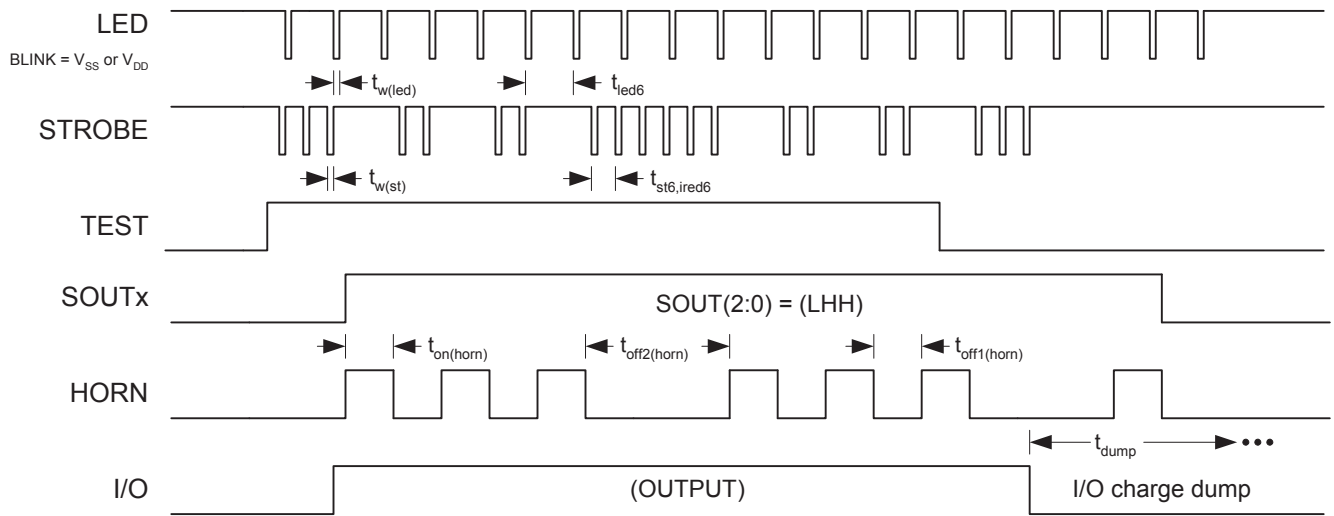 LED
BLINK = V_SS or V_DD
t_w(led)
t_led6
STROBE
t_w(st)
t_st6,ired6
TEST
SOUTx
SOUT(2:0) = (LHH)
t_on(horn)
t_off2(horn)
t_off1(horn)
HORN
t_dump
I/O
(OUTPUT)
I/O charge dump